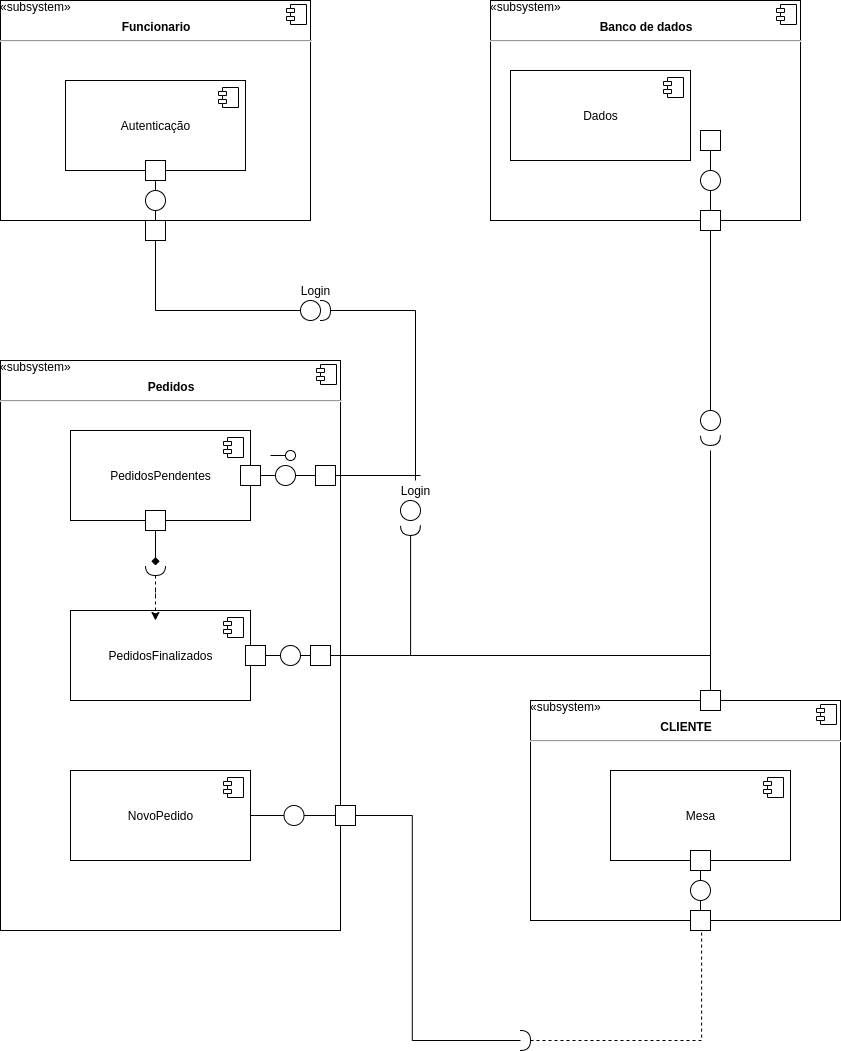 «subsystem»
Funcionario
Autenticação
«subsystem»
Banco de dados
Dados
Login
«subsystem»
Pedidos
PedidosPendentes
Login
PedidosFinalizados
NovoPedido
«subsystem»
CLIENTE
Mesa